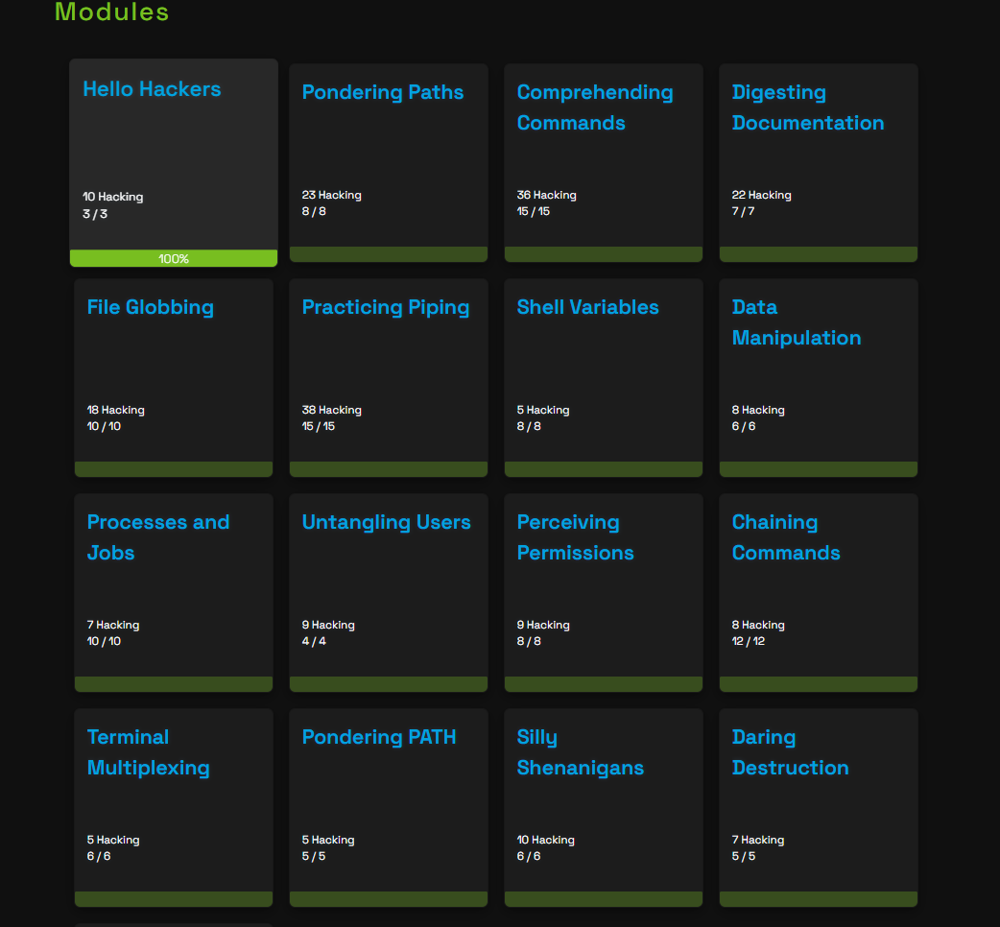 Modules
Hello Hackers
10 Hacking
3 / 3
100%
Pondering Paths
23 Hacking
8 / 8
Comprehending
Commands
36 Hacking
15 / 15
Digesting
Documentation
22 Hacking
7 / 7
File Globbing
18 Hacking
10 / 10
Practicing Piping
38 Hacking
15 / 15
Shell Variables
5 Hacking
8 / 8
Data
Manipulation
8 Hacking
6 / 6
Processes and
Jobs
7 Hacking
10 / 10
Untangling Users
9 Hacking
4 / 4
Perceiving
Permissions
9 Hacking
8 / 8
Chaining
Commands
8 Hacking
12 / 12
Terminal
Multiplexing
5 Hacking
6 / 6
Pondering PATH
5 Hacking
5 / 5
Silly
Shenanigans
10 Hacking
6 / 6
Daring
Destruction
7 Hacking
5 / 5